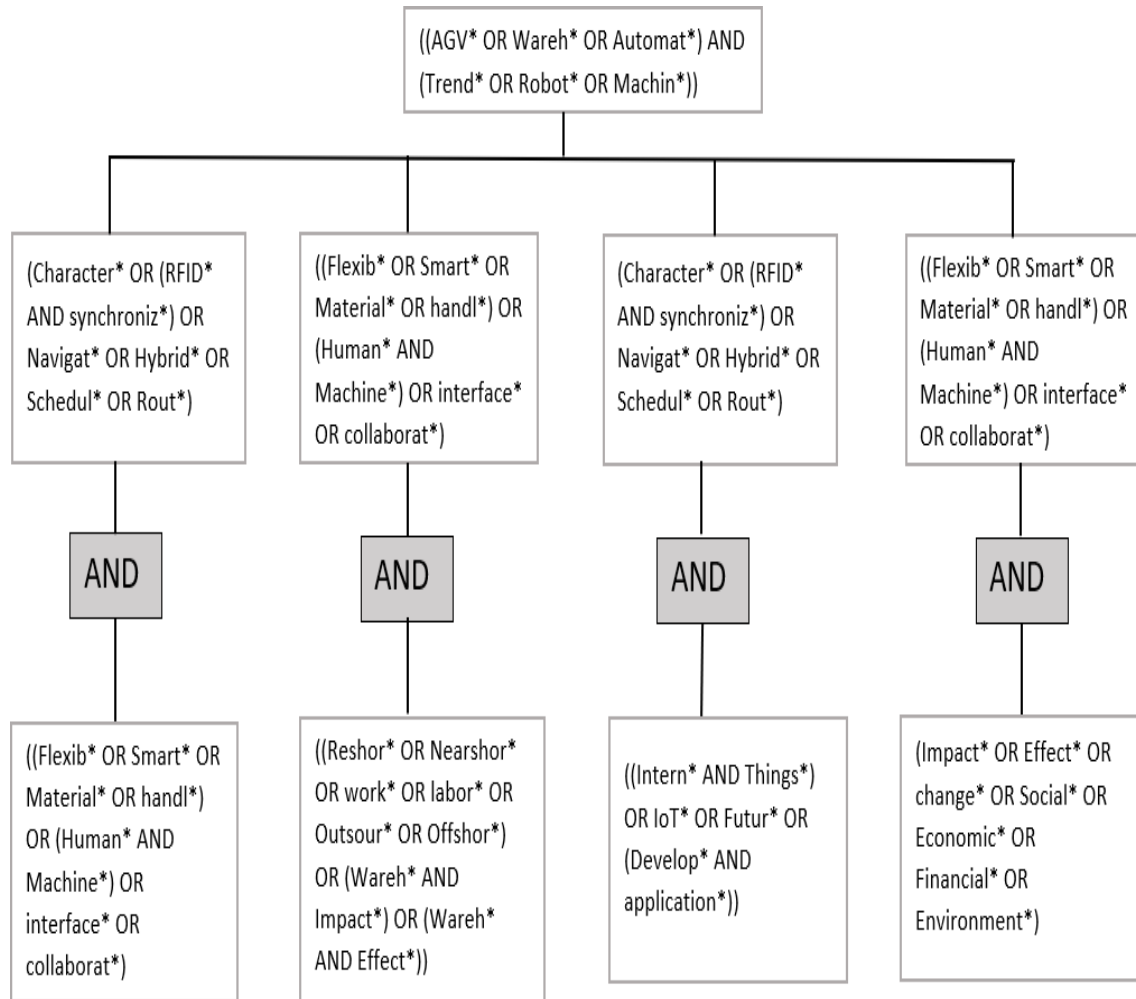 ((AGV* OR Wareh* OR Automat*) AND
(Trend* OR Robot* OR Machin*))
(Character* OR (RFID*
AND synchroniz*) OR
Navigat* OR Hybrid* OR
Schedul* OR Rout*)
((Flexib* OR Smart* OR
Material* OR handl*) OR
(Human* AND
Machine*) OR interface*
OR collaborat*)
(Character* OR (RFID*
AND synchroniz*) OR
Navigat* OR Hybrid* OR
Schedul* OR Rout*)
((Flexib* OR Smart* OR
Material* OR handl*) OR
(Human* AND
Machine*) OR interface*
OR collaborat*)
AND
AND
AND
AND
((Flexib* OR Smart* OR
Material* OR handl*)
OR (Human* AND
Machine*) OR
interface* OR
collaborat*)
((Reshor* OR Nearshor*
OR work* OR labor* OR
Outsour* OR Offshor*)
OR (Wareh* AND
Impact*) OR (Wareh*
AND Effect*))
((Intern* AND Things*)
OR IoT* OR Futur* OR
(Develop* AND
application*))
(Impact* OR Effect* OR
change* OR Social* OR
Economic* OR
Financial* OR
Environment*)